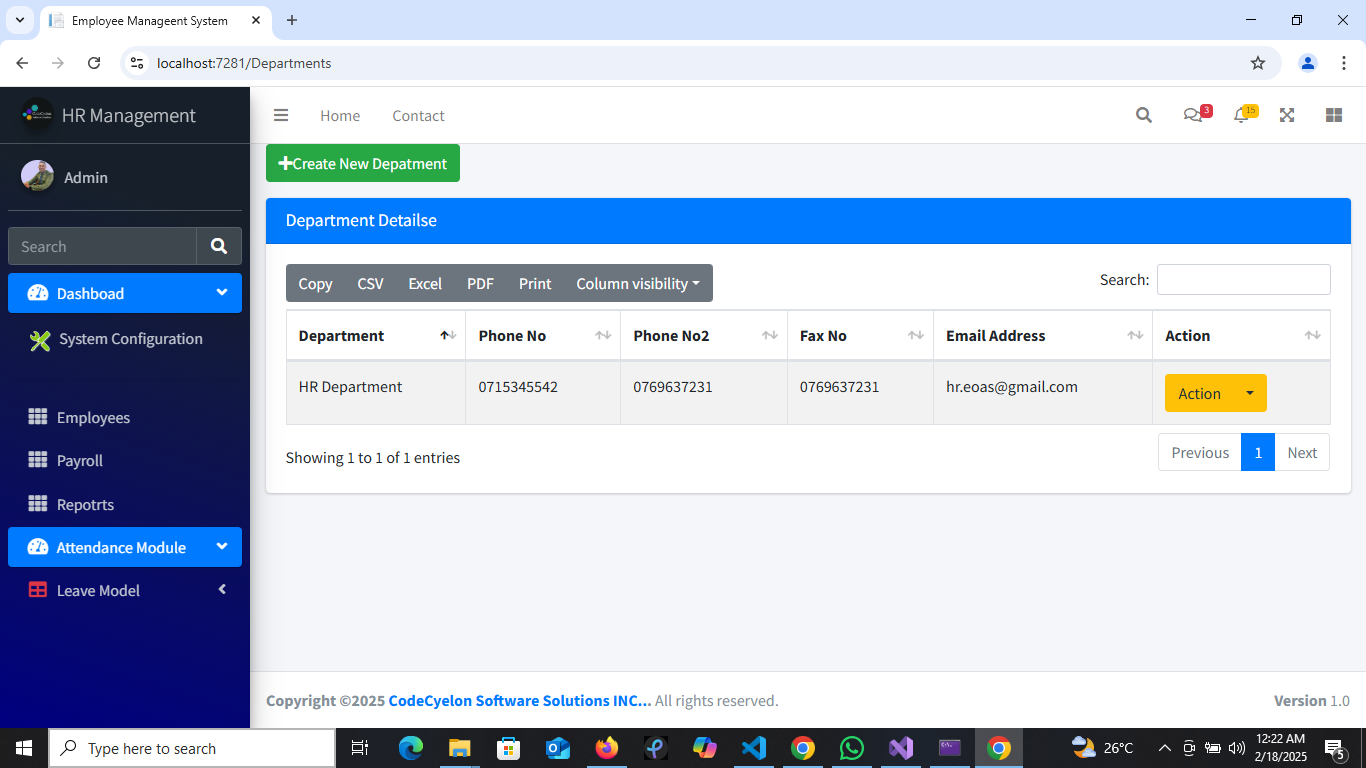 Employee Manageent System
localhost:7281/Departments
HR Management
Home
Contact
3
15
Create New Depatment
Admin
Department Detailse
Search
Copy
CSV
Excel
PDF
Print
Column visibility
Search:
Dashboad
System Configuration
Department
Phone No
Phone No2
Fax No
Email Address
Action
HR Department
0715345542
0769637231
0769637231
hr.eoas@gmail.com
Action
Employees
Payroll
Repotrts
Attendance Module
Leave Model
Showing 1 to 1 of 1 entries
Previous
1
Next
Copyright ©2025 CodeCyelon Software Solutions INC... All rights reserved.
Version 1.0
Type here to search
26°C
12:22 AM
2/18/2025
5